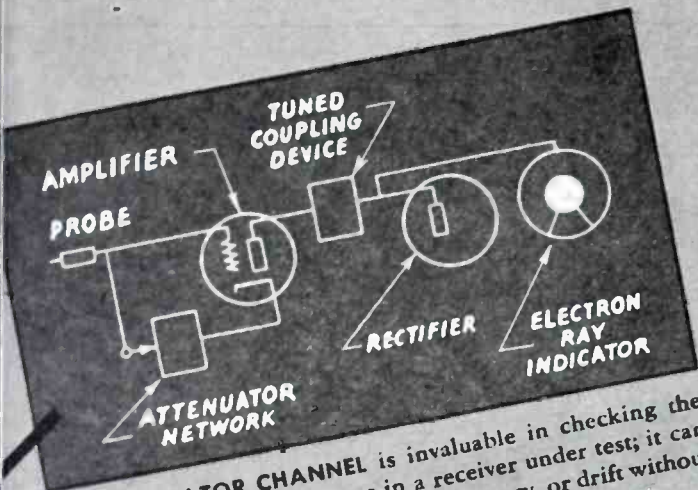 TUNED
COUPLING
DEVICE
AMPLIFIER
PROBE
RECTIFIER
ELECTRON
RAY
INDICATOR
ATTENUATOR
NETWORK
CHANNEL is invaluable in checking the
in a receiver under test; it can
or drift withou